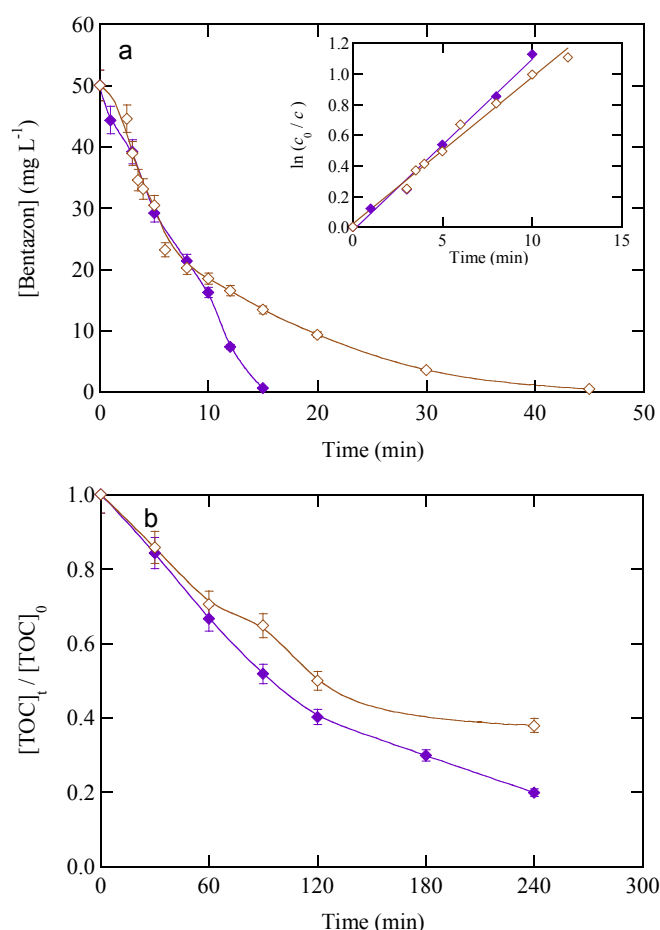 a
[Bentazon] (mg L⁻¹)
60
50
40
30
20
10
0
0 10 20 30 40 50
Time (min)
ln (c₀ / c)
1.2
1.0
0.8
0.6
0.4
0.2
0.0
0 5 10 15
Time (min)
b
[TOC]ₜ / [TOC]₀
1.0
0.8
0.6
0.4
0.2
0.0
0 60 120 180 240 300
Time (min)